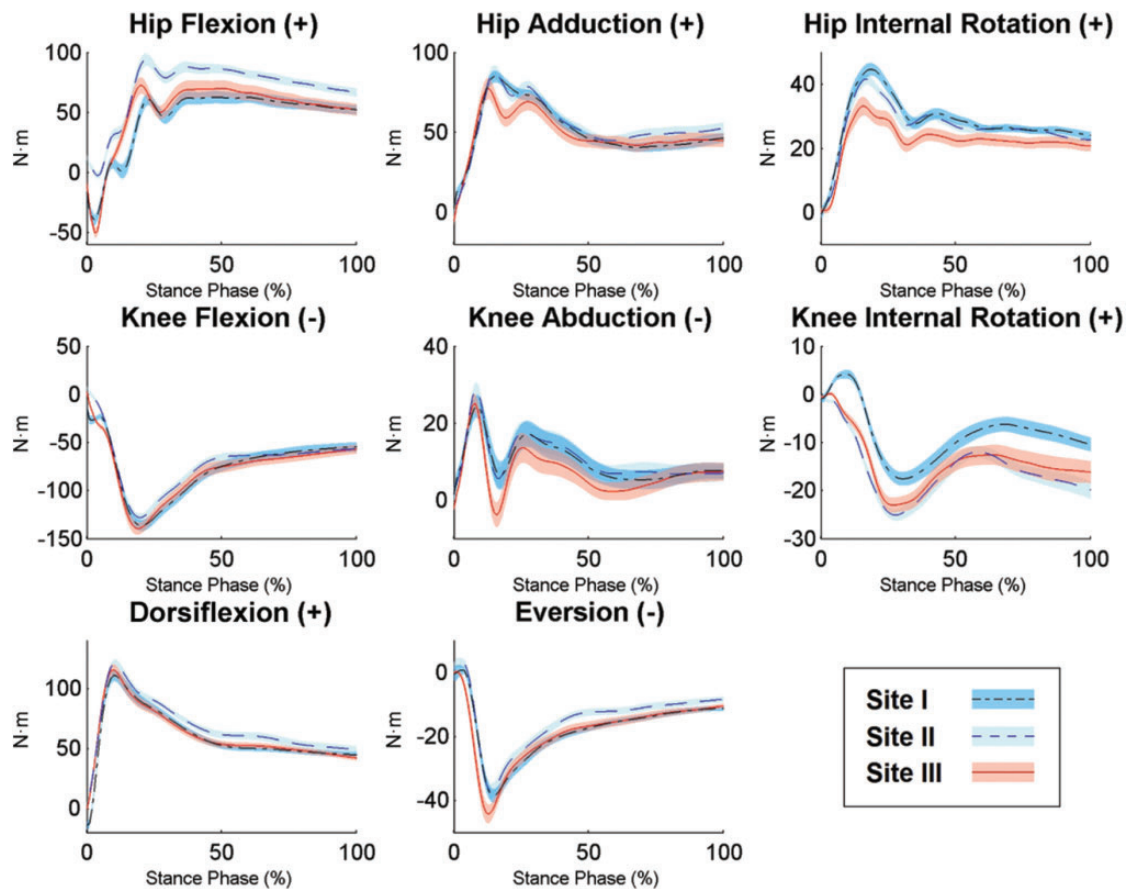 Hip Flexion (+)
Hip Adduction (+)
Hip Internal Rotation (+)
N·m
100
50
0
-50
0
50
100
Stance Phase (%)
N·m
100
50
0
0
50
100
Stance Phase (%)
N·m
40
20
0
0
50
100
Stance Phase (%)
Knee Flexion (-)
Knee Abduction (-)
Knee Internal Rotation (+)
N·m
50
0
-50
-100
-150
0
50
100
Stance Phase (%)
N·m
40
20
0
0
50
100
Stance Phase (%)
N·m
10
0
-10
-20
-30
0
50
100
Stance Phase (%)
Dorsiflexion (+)
Eversion (-)
N·m
100
50
0
0
50
100
Stance Phase (%)
N·m
0
-20
-40
0
50
100
Stance Phase (%)
Site I
Site II
Site III